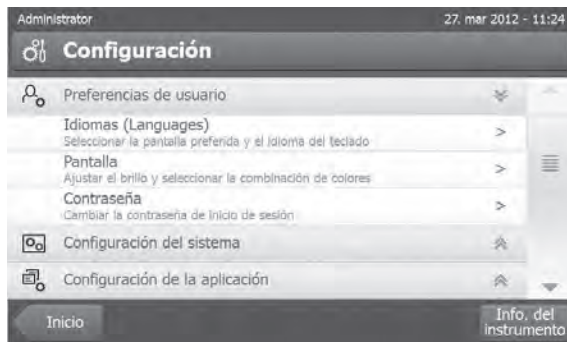 Administrator 27. mar 2012 - 11:24
Configuración
Preferencias de usuario
Idiomas (Languages) >
Seleccionar la pantalla preferida y el idioma del teclado
Pantalla >
Ajustar el brillo y seleccionar la combinación de colores
Contraseña >
Cambiar la contraseña de inicio de sesión
Configuración del sistema
Configuración de la aplicación
Inicio
Info. del
instrumento